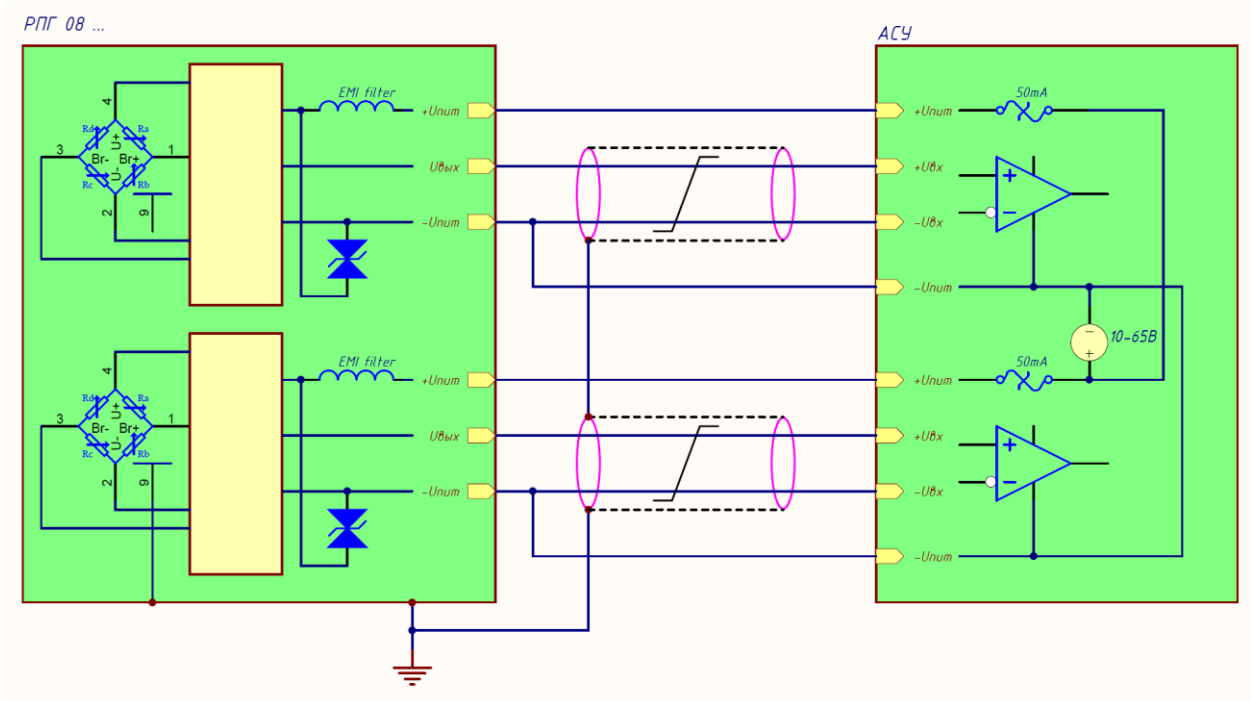 РПГ 08 ...
АСУ
EMI filter
+Uпит
Uвых
-Uпит
4
3
1
2
9
Rd
Ra
Rc
Rb
U+
Br-
Br+
U-
50mA
+Uпит
+Uвх
-Uвх
-Uпит
+
-
10-65В
-
+
EMI filter
+Uпит
Uвых
-Uпит
4
3
1
2
9
Rd
Ra
Rc
Rb
U+
Br-
Br+
U-
50mA
+Uпит
+Uвх
-Uвх
-Uпит
+
-